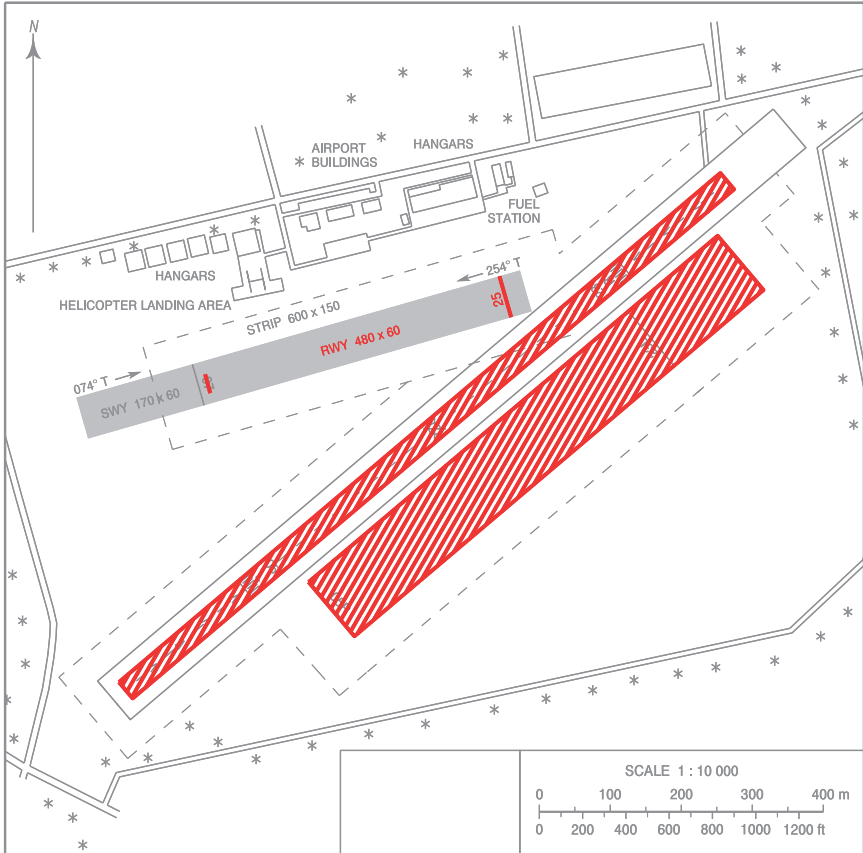 N
AIRPORT
BUILDINGS
HANGARS
FUEL
STATION
HANGARS
HELICOPTER LANDING AREA
254° T
STRIP 600 x 150
25
RWY 480 x 60
074° T
SWY 170 x 60
SCALE 1 : 10 000
0 100 200 300 400 m
0 200 400 600 800 1000 1200 ft